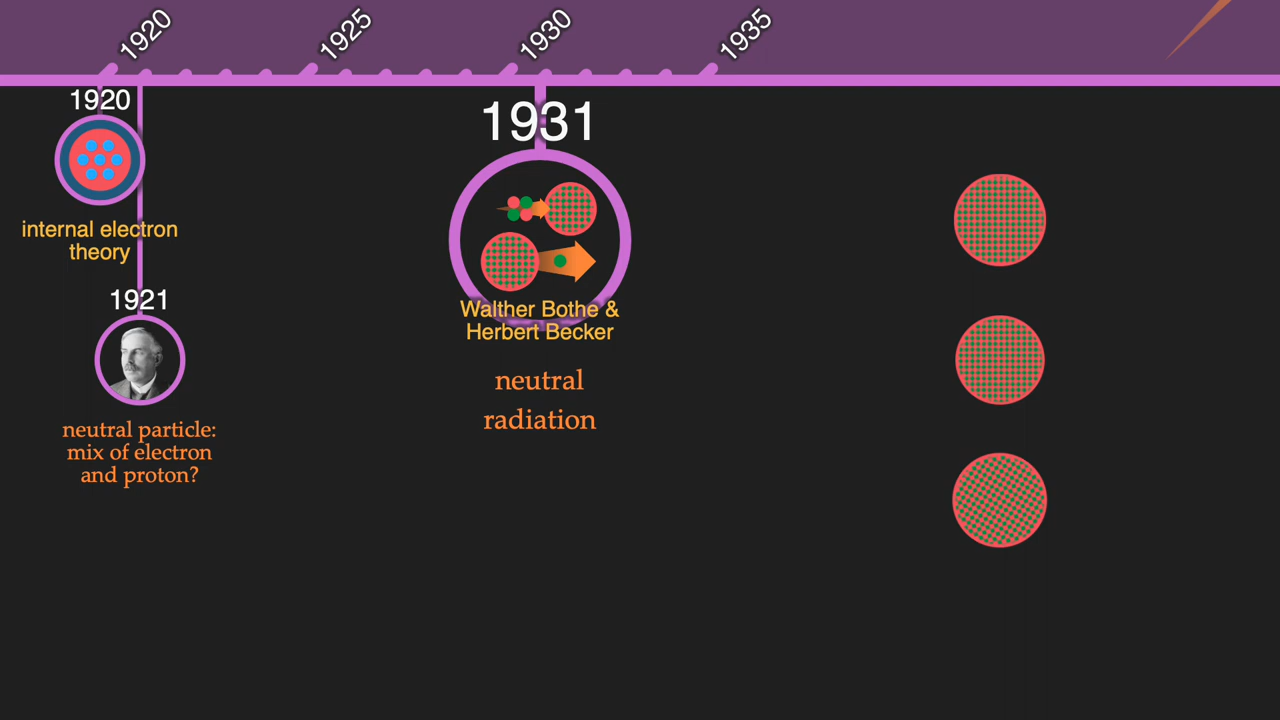 1920
1925
1930
1935
1920
internal electron
theory
1921
neutral particle:
mix of electron
and proton?
1931
Walther Bothe &
Herbert Becker
neutral
radiation